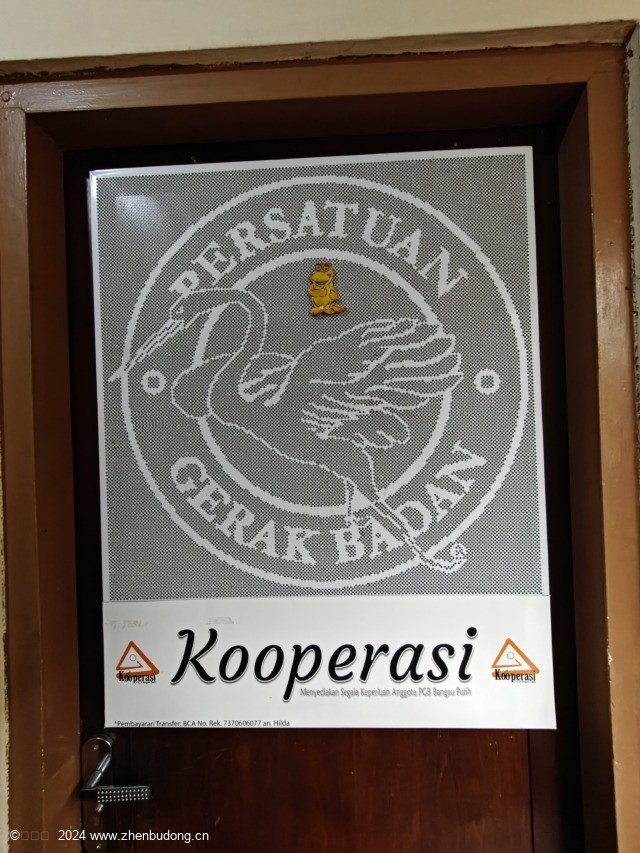 PERSATUAN
GERAK BADAN
Kooperasi
Kooperasi
Kooperasi
Menyediakan Segala Keperluan Anggota PGB Bangau Putih
*Pembayaran Transfer: BCA No. Rek. 7370606077 an. Hilda
2024 www.zhenbudong.cn